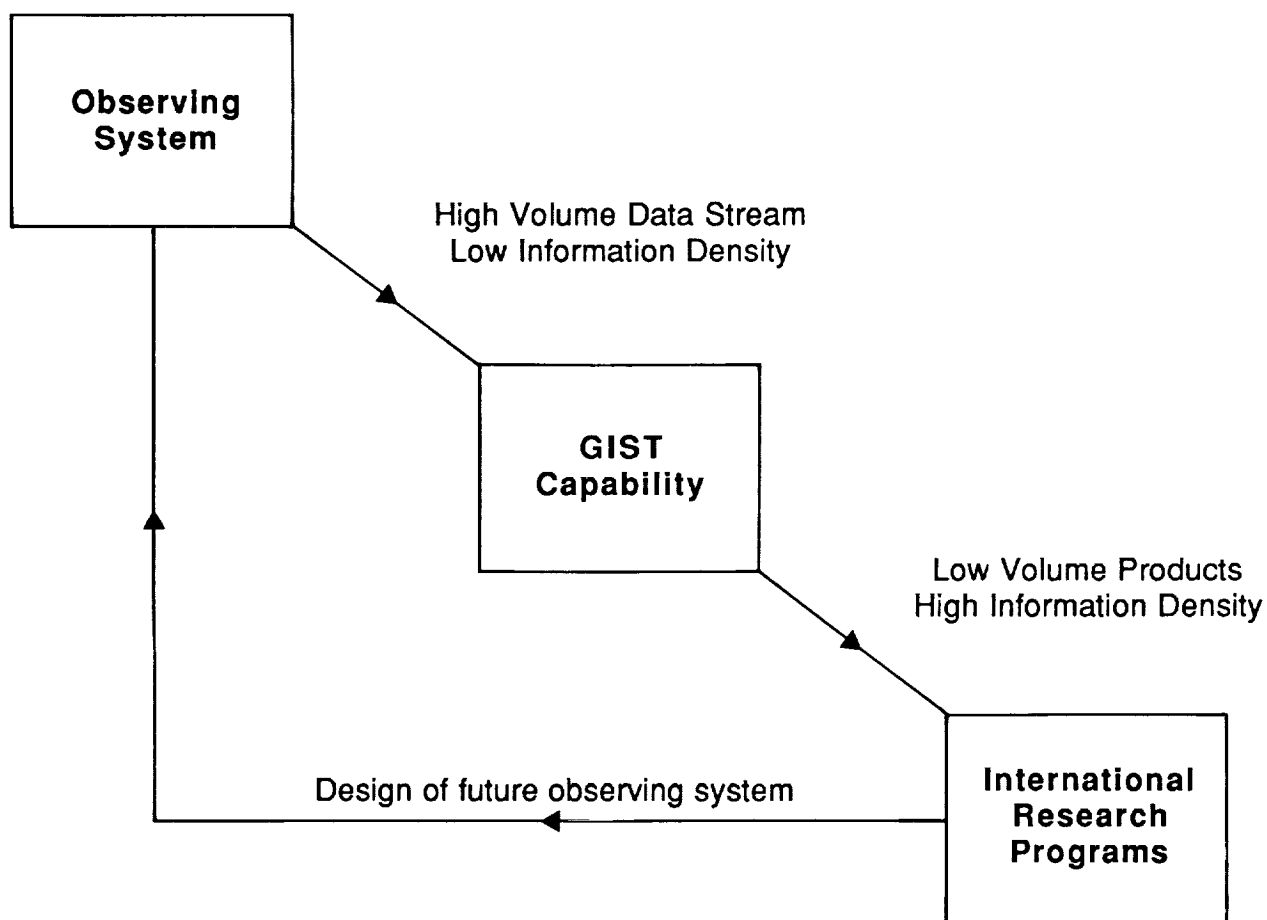 Observing
System
High Volume Data Stream
Low Information Density
GIST
Capability
Low Volume Products
High Information Density
Design of future observing system
International
Research
Programs